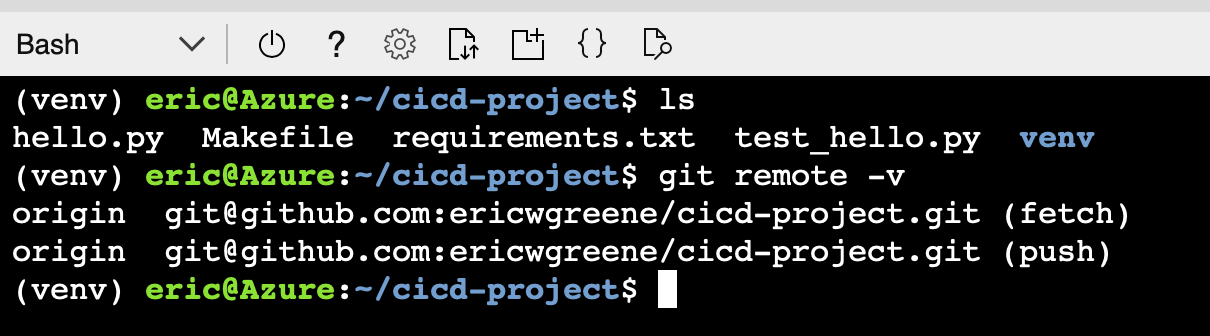 Bash ? {}
(venv) eric@Azure:~/cicd-project$ ls
hello.py  Makefile  requirements.txt  test_hello.py  venv
(venv) eric@Azure:~/cicd-project$ git remote -v
origin  git@github.com:ericwgreene/cicd-project.git (fetch)
origin  git@github.com:ericwgreene/cicd-project.git (push)
(venv) eric@Azure:~/cicd-project$